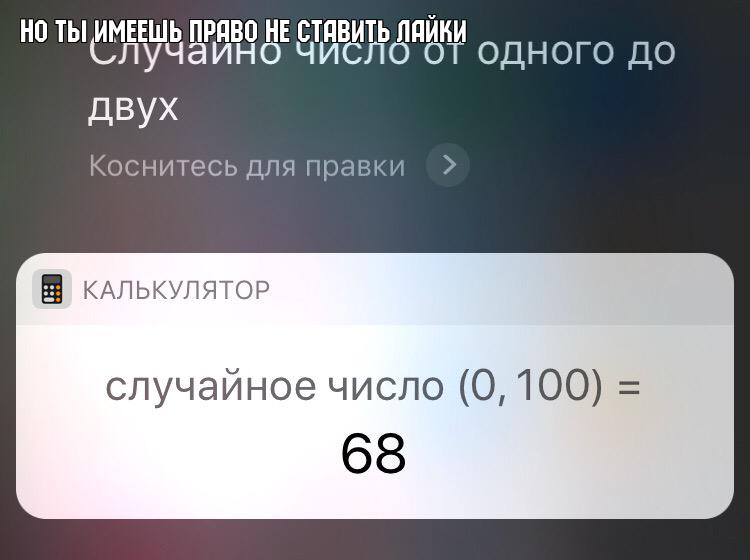 НО ТЫ ИМЕЕШЬ ПРАВО НЕ СТАВИТЬ ЛАЙКИ
Случайно число от одного до
двух
Коснитесь для правки
КАЛЬКУЛЯТОР
случайное число (0, 100) =
68